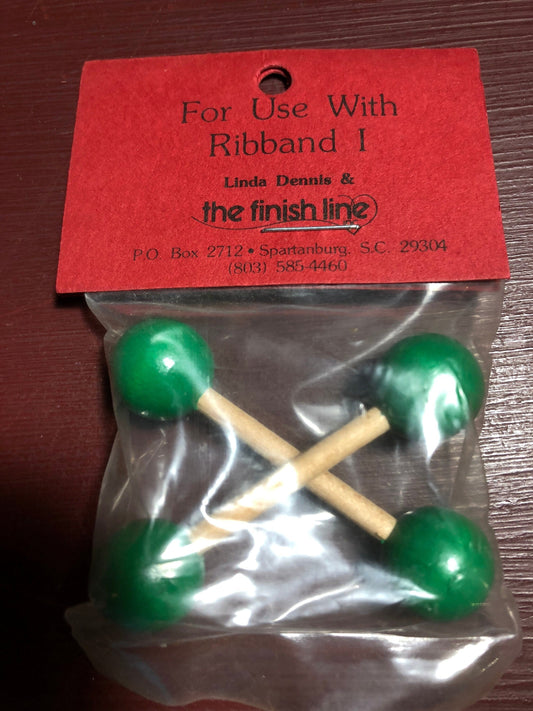 For Use With
Ribband I
Linda Dennis &
the finish line
P.O. Box 2712 • Spartanburg, S.C. 29304
(803) 585-4460